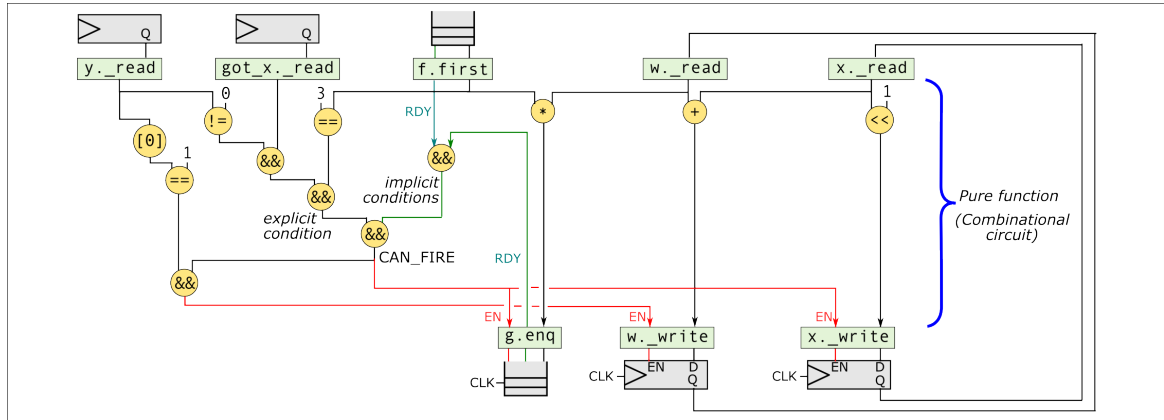 Q Q
y._read got_x._read f.first w._read x._read
0 3 1
RDY
!= == * + <<
[0]
1
&& &&
==
implicit
conditions
&&
explicit
condition
&&
Pure function
(Combinational
circuit)
CAN_FIRE RDY
&&
EN EN EN
g.enq w._write x._write
CLK CLK EN D CLK EN D
Q Q